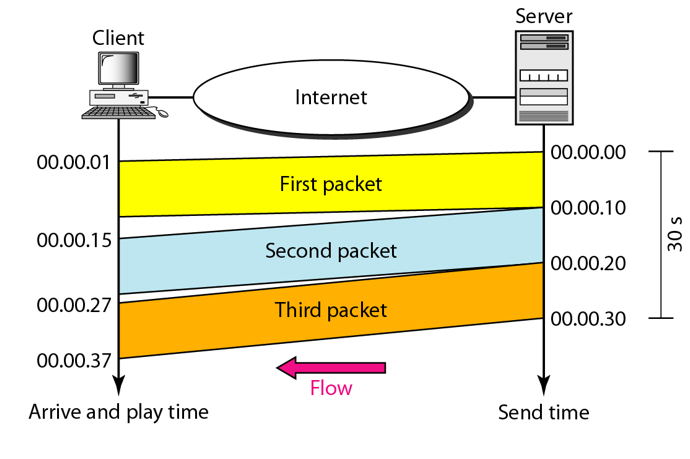 Client
Server
Internet
00.00.01
First packet
00.00.00
00.00.10
00.00.15
Second packet
30 s
00.00.20
00.00.27
Third packet
00.00.30
00.00.37
Flow
Arrive and play time
Send time